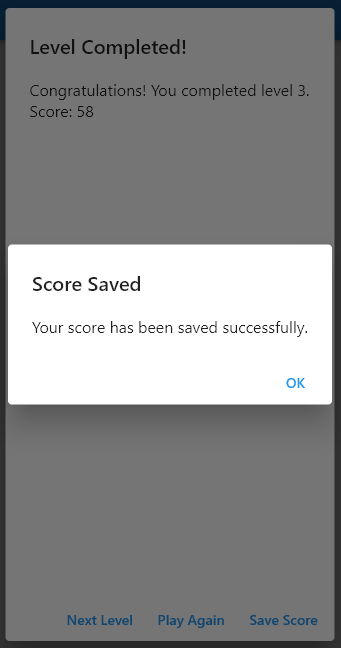 Level Completed!
Congratulations! You completed level 3.
Score: 58
Score Saved
Your score has been saved successfully.
OK
Next Level Play Again Save Score